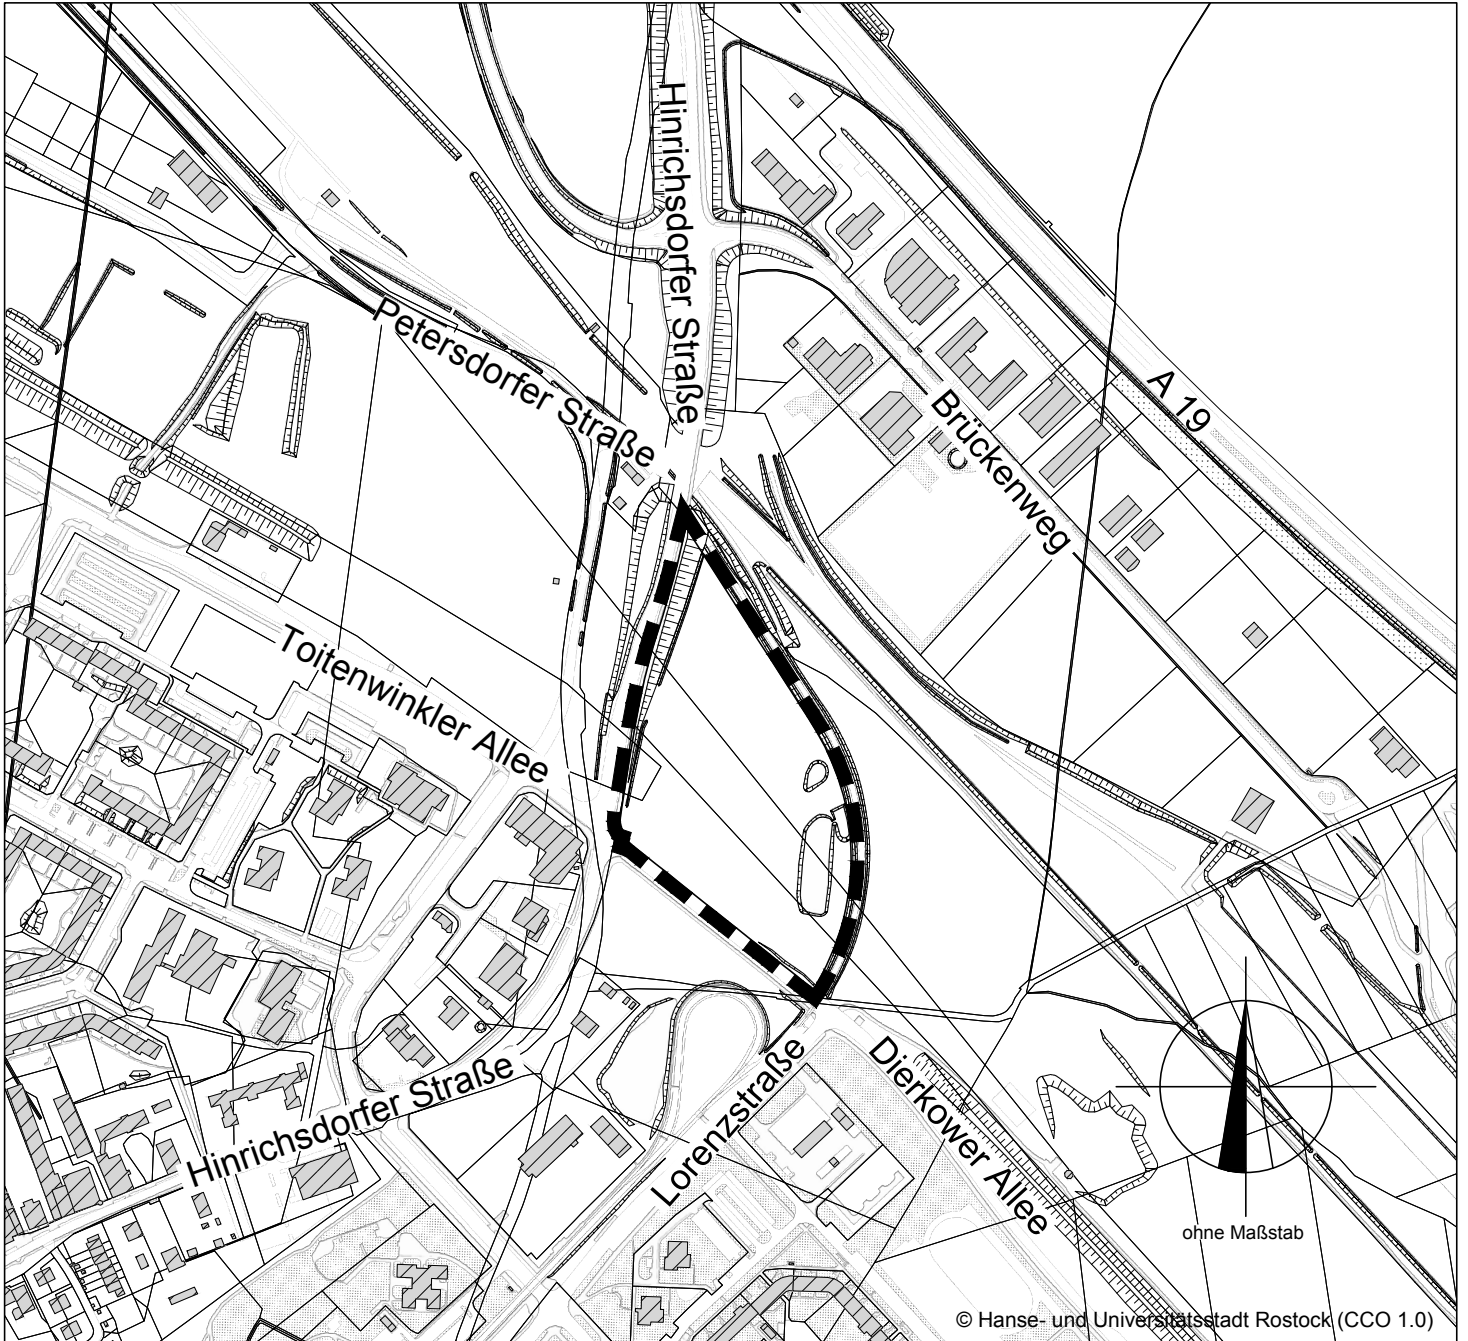 Hinrichsdorfer Straße
Petersdorfer Straße
A 19
Brückenweg
Toitenwinkler Allee
Hinrichsdorfer Straße
Lorenzstraße
Dierkower Allee
ohne Maßstab
© Hanse- und Universitätsstadt Rostock (CCO 1.0)